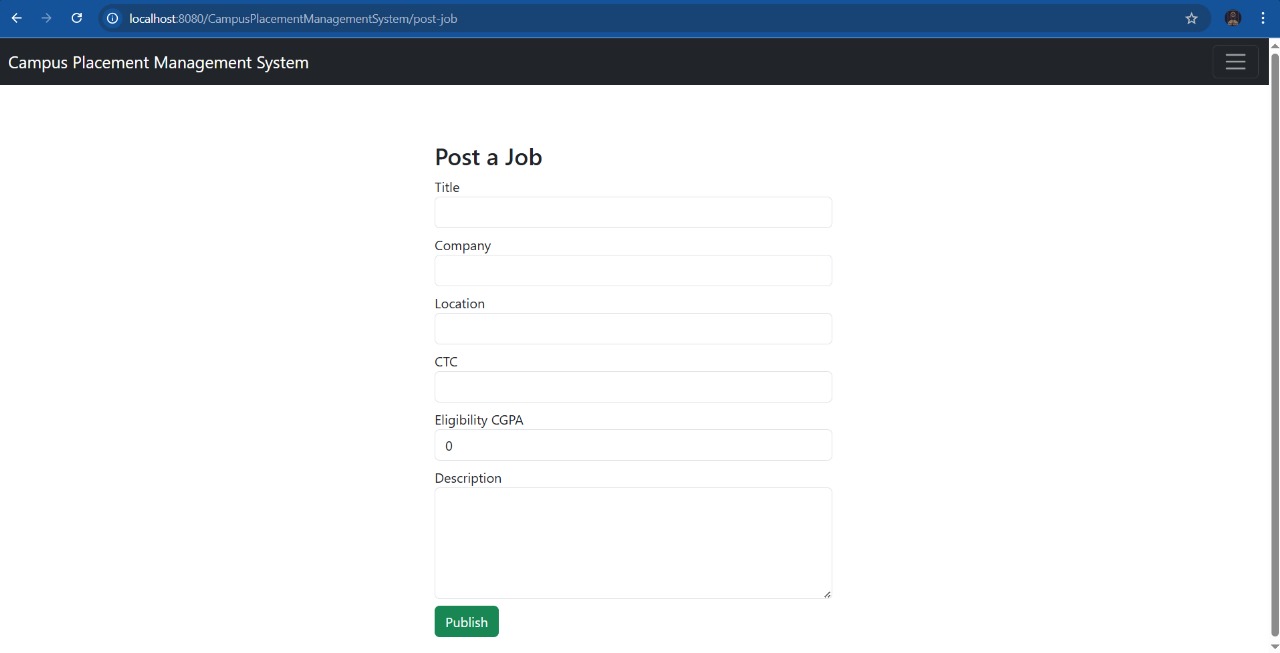 localhost:8080/CampusPlacementManagementSystem/post-job
Campus Placement Management System
Post a Job
Title
Company
Location
CTC
Eligibility CGPA
0
Description
Publish